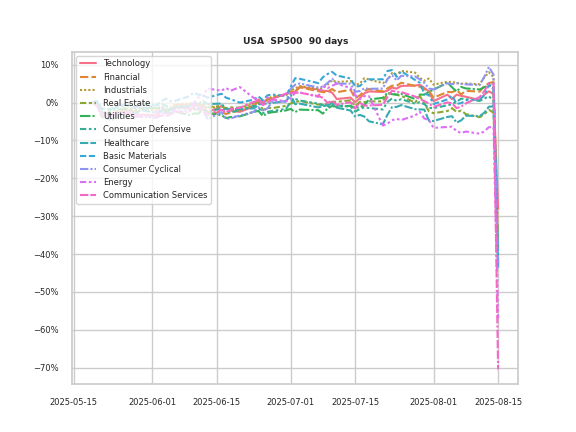 USA SP500 90 days
10%
0%
−10%
−20%
−30%
−40%
−50%
−60%
−70%
Technology
Financial
Industrials
Real Estate
Utilities
Consumer Defensive
Healthcare
Basic Materials
Consumer Cyclical
Energy
Communication Services
2025-05-15
2025-06-01
2025-06-15
2025-07-01
2025-07-15
2025-08-01
2025-08-15